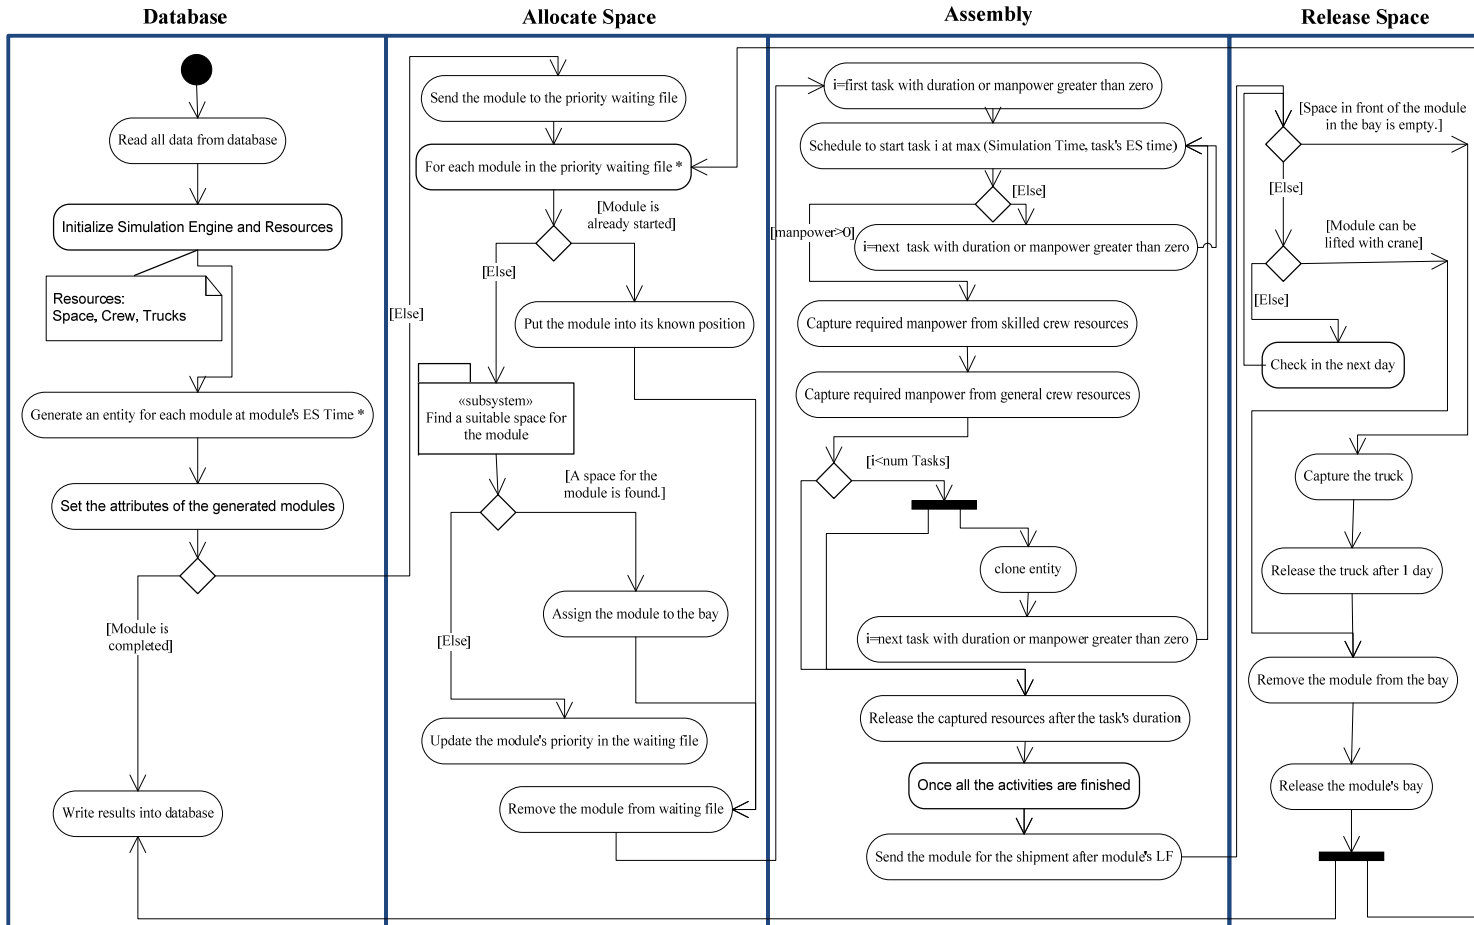 Database
Allocate Space
Assembly
Release Space
Read all data from database
Initialize Simulation Engine and Resources
Resources:
Space, Crew, Trucks
Generate an entity for each module at module's ES Time *
Set the attributes of the generated modules
[Module is
completed]
Write results into database
[Else]
Send the module to the priority waiting file
For each module in the priority waiting file *
[Module is
already started]
[Else]
Put the module into its known position
«subsystem»
Find a suitable space for
the module
[A space for the
module is found.]
Assign the module to the bay
[Else]
Update the module's priority in the waiting file
Remove the module from waiting file
i=first task with duration or manpower greater than zero
Schedule to start task i at max (Simulation Time, task's ES time)
[Else]
[manpower>0]
i=next task with duration or manpower greater than zero
Capture required manpower from skilled crew resources
Capture required manpower from general crew resources
[i<num Tasks]
clone entity
i=next task with duration or manpower greater than zero
Release the captured resources after the task's duration
Once all the activities are finished
Send the module for the shipment after module's LF
[Space in front of the module
in the bay is empty.]
[Else]
[Module can be
lifted with crane]
[Else]
Check in the next day
Capture the truck
Release the truck after 1 day
Remove the module from the bay
Release the module's bay